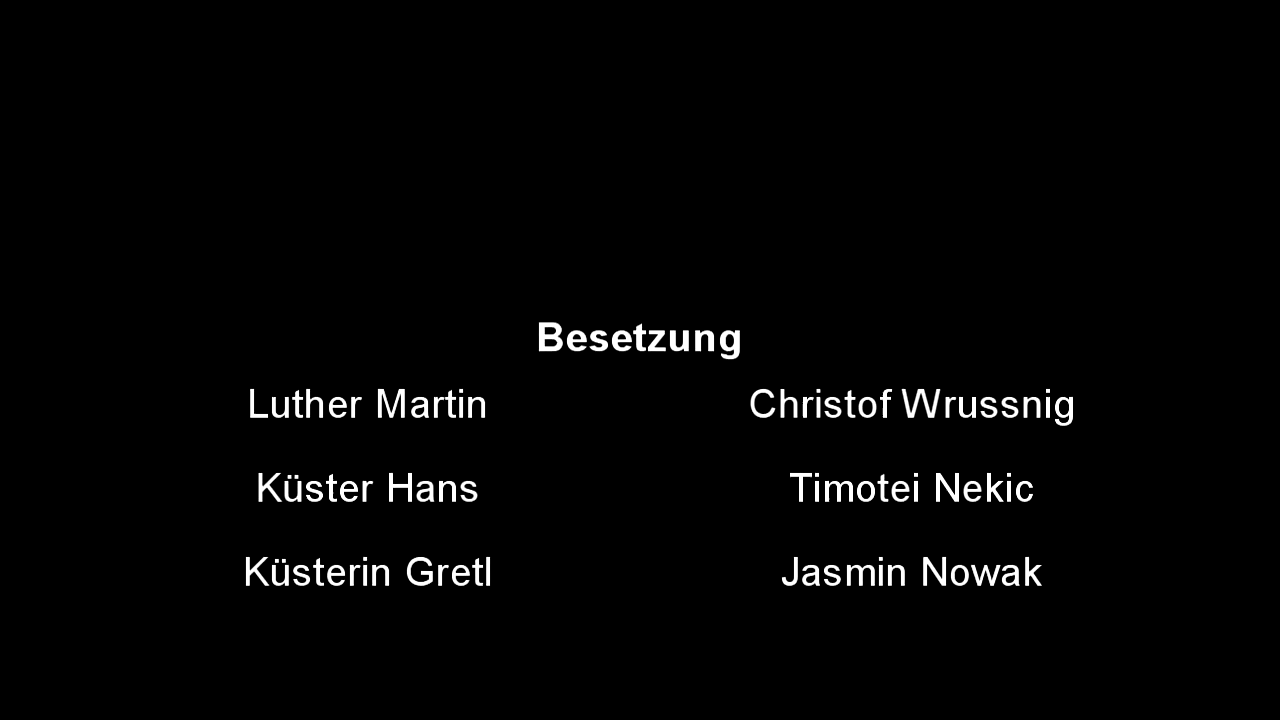 Besetzung
Luther Martin Christof Wrussnig
Küster Hans Timotei Nekic
Küsterin Gretl Jasmin Nowak